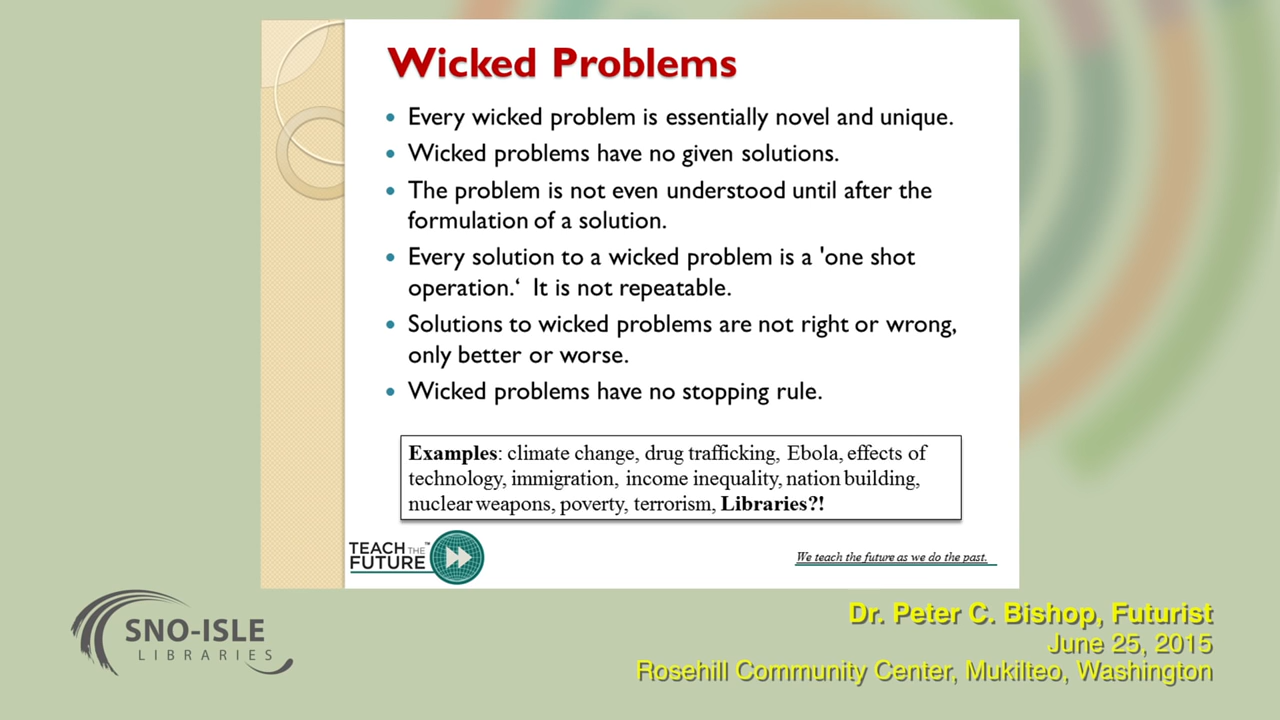 Wicked Problems
• Every wicked problem is essentially novel and unique.
• Wicked problems have no given solutions.
• The problem is not even understood until after the
formulation of a solution.
• Every solution to a wicked problem is a 'one shot
operation.‘  It is not repeatable.
• Solutions to wicked problems are not right or wrong,
only better or worse.
• Wicked problems have no stopping rule.
Examples: climate change, drug trafficking, Ebola, effects of
technology, immigration, income inequality, nation building,
nuclear weapons, poverty, terrorism, Libraries?!
TEACH THE™
FUTURE
We teach the future as we do the past.
SNO-ISLE
LIBRARIES
Dr. Peter C. Bishop, Futurist
June 25, 2015
Rosehill Community Center, Mukilteo, Washington